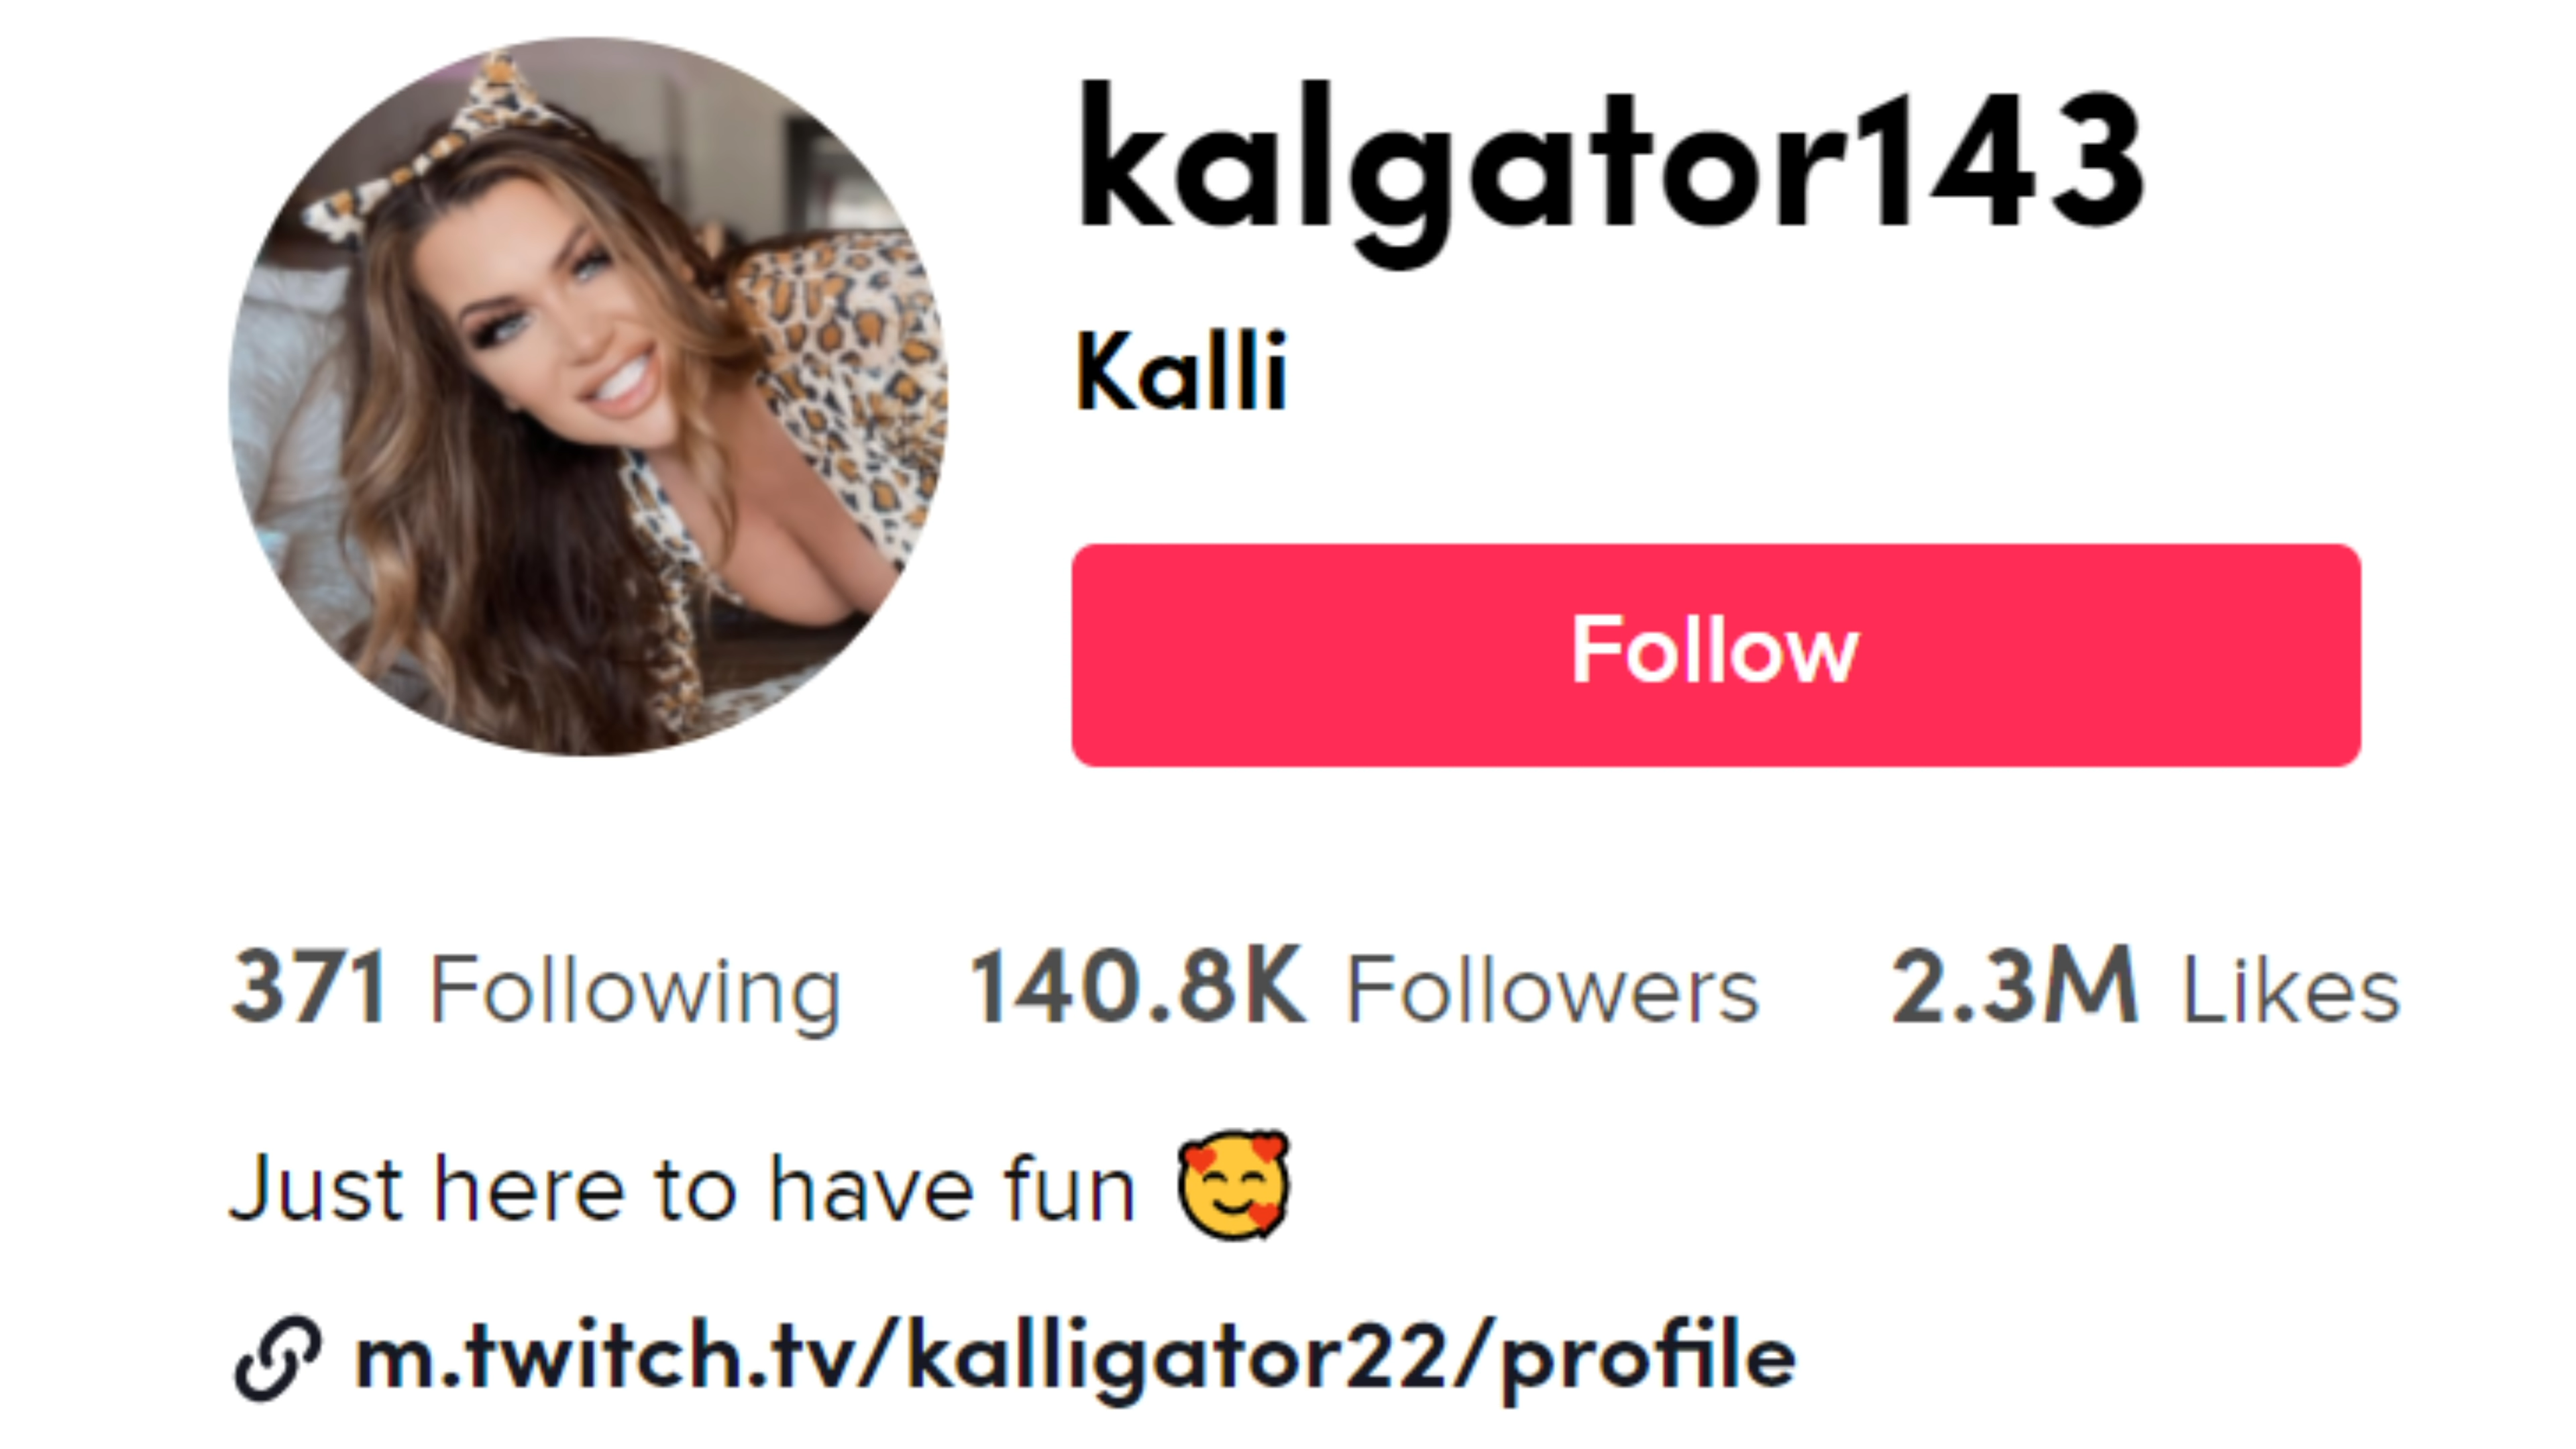 kalgator143
Kalli
Follow
371 Following 140.8K Followers 2.3M Likes
Just here to have fun 🥰
m.twitch.tv/kalligator22/profile